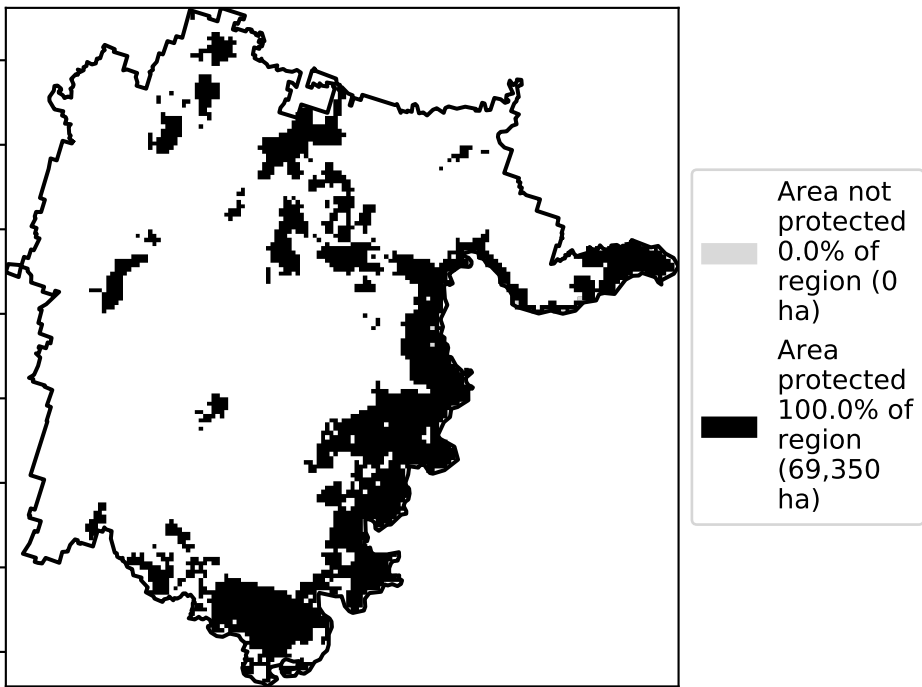 Area not
protected
0.0% of
region (0
ha)
Area
protected
100.0% of
region
(69,350
ha)